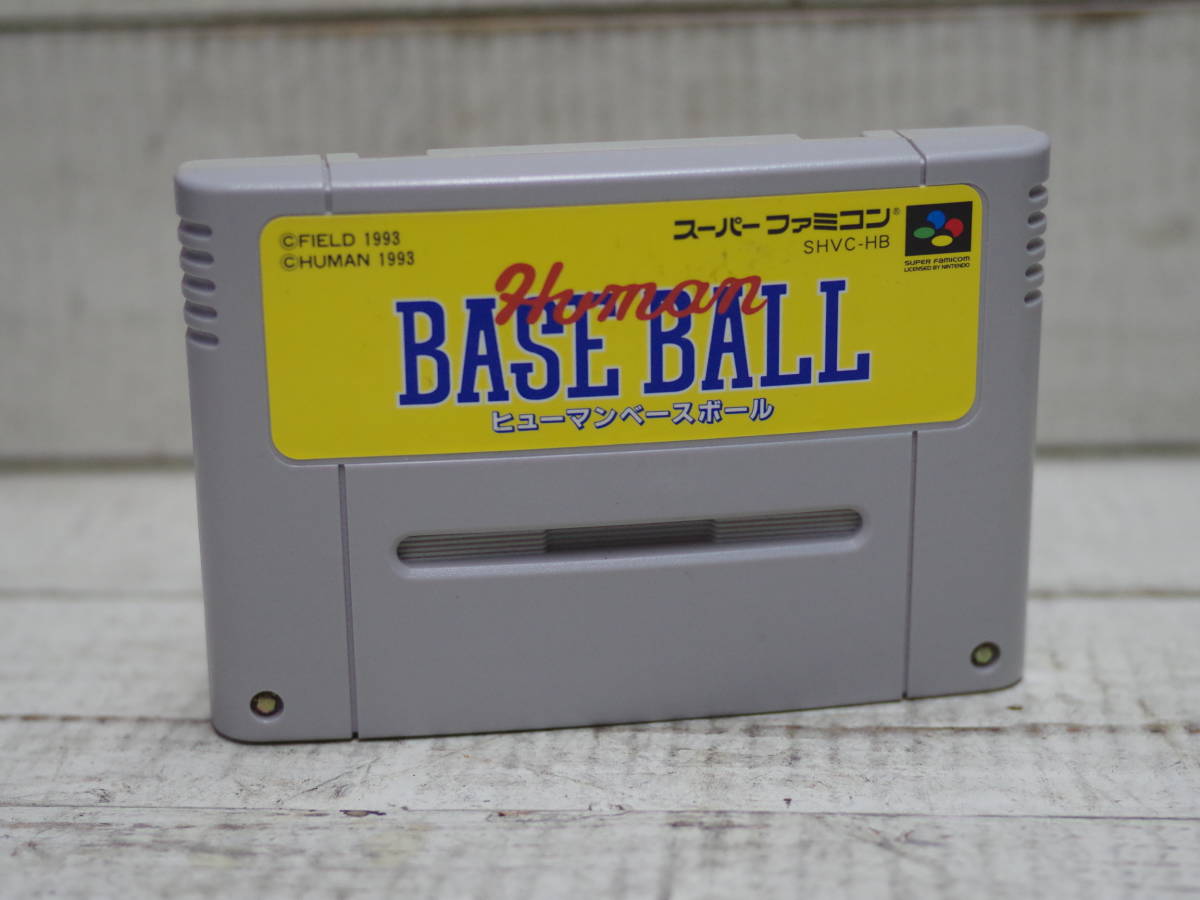 ©FIELD 1993
©HUMAN 1993
スーパーファミコン®
SHVC-HB
SUPER FAMICOM
LICENSED BY NINTENDO
Human
BASE BALL
ヒューマンベースボール